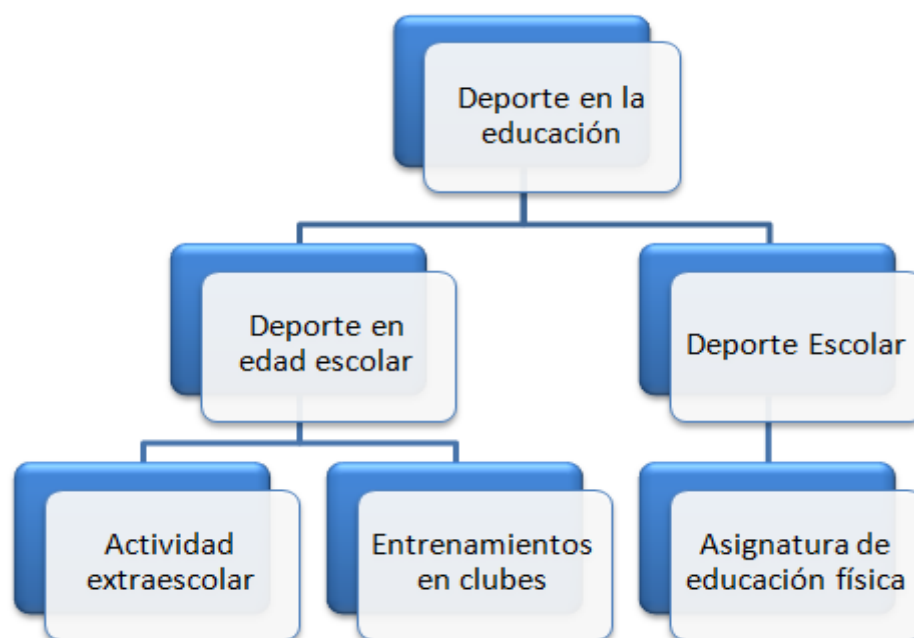 Deporte en la
educación
Deporte en
edad escolar
Deporte Escolar
Actividad
extraescolar
Entrenamientos
en clubes
Asignatura de
educación física